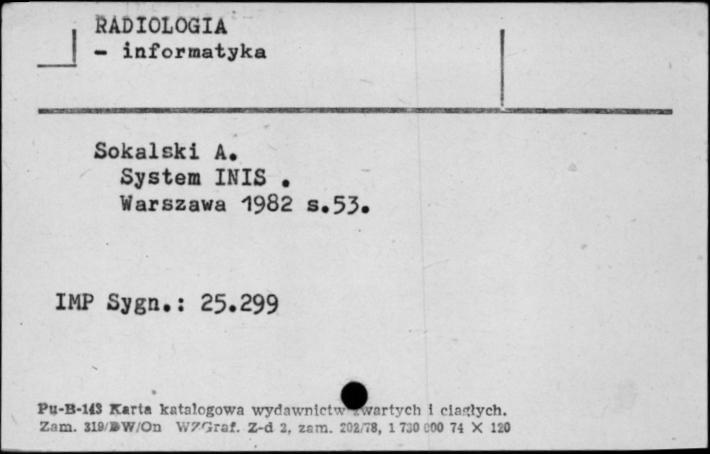 RADIOLOGIA
- informatyka
Sokalski A.
System INIS .
Warszawa 1982 s.53.
IMP Sygn.: 25.299
Pu-B-143 Karta katalogowa wydawnictw zwartych i ciągłych.
Zam. 319/DW/On WZGraf. Z-d 2, zam. 202/78, 1 730 000 74 X 120